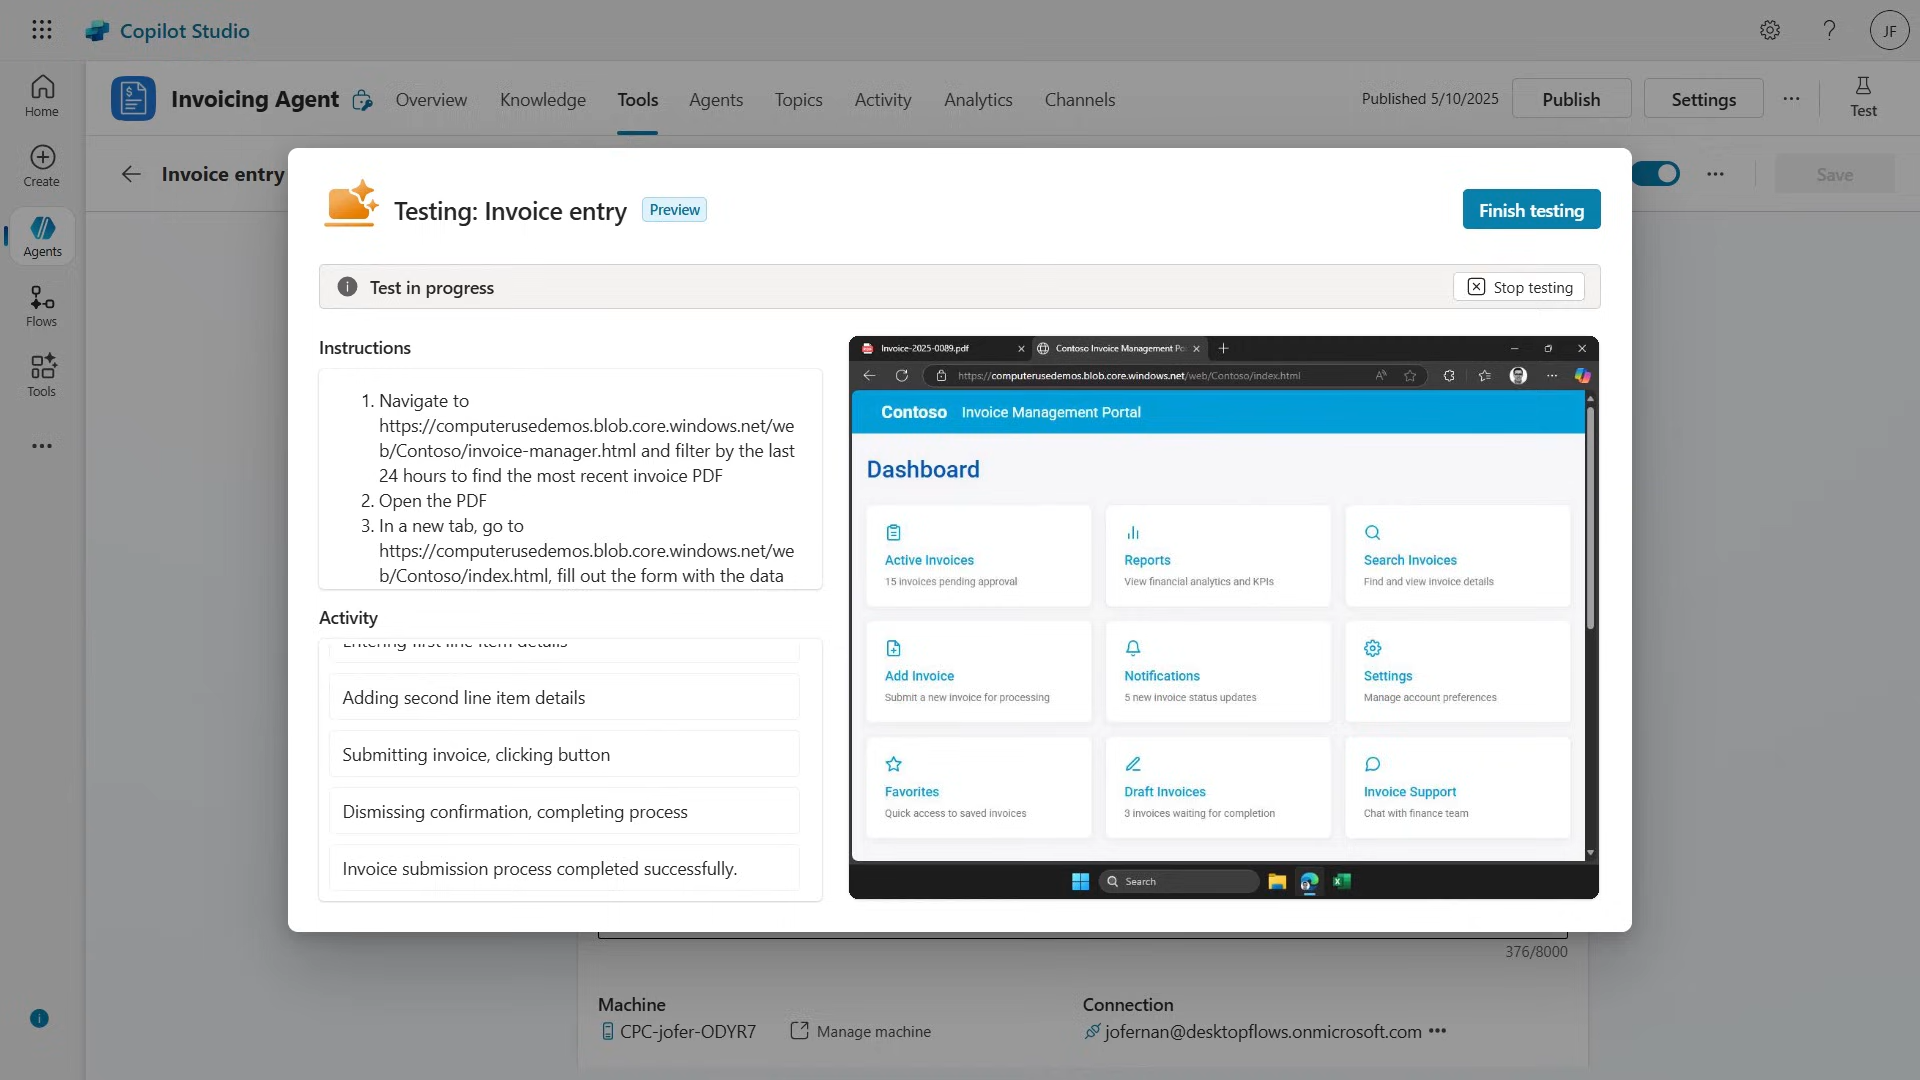 Copilot Studio
JF
Home
Create
Agents
Flows
Tools
Invoicing Agent
Overview
Knowledge
Tools
Agents
Topics
Activity
Analytics
Channels
Published 5/10/2025
Publish
Settings
Test
Invoice entry
Save
Testing: Invoice entry
Preview
Finish testing
Test in progress
Stop testing
Instructions
1. Navigate to
https://computerusedemos.blob.core.windows.net/we
b/Contoso/invoice-manager.html and filter by the last
24 hours to find the most recent invoice PDF
2. Open the PDF
3. In a new tab, go to
https://computerusedemos.blob.core.windows.net/we
b/Contoso/index.html, fill out the form with the data
Activity
Entering first line item details
Adding second line item details
Submitting invoice, clicking button
Dismissing confirmation, completing process
Invoice submission process completed successfully.
Invoice-2025-0089.pdf
Contoso Invoice Management Po
https://computerusedemos.blob.core.windows.net/web/Contoso/index.html
Contoso Invoice Management Portal
Dashboard
Active Invoices
15 invoices pending approval
Reports
View financial analytics and KPIs
Search Invoices
Find and view invoice details
Add Invoice
Submit a new invoice for processing
Notifications
5 new invoice status updates
Settings
Manage account preferences
Favorites
Quick access to saved invoices
Draft Invoices
3 invoices waiting for completion
Invoice Support
Chat with finance team
Search
376/8000
Machine
CPC-jofer-ODYR7
Manage machine
Connection
jofernan@desktopflows.onmicrosoft.com